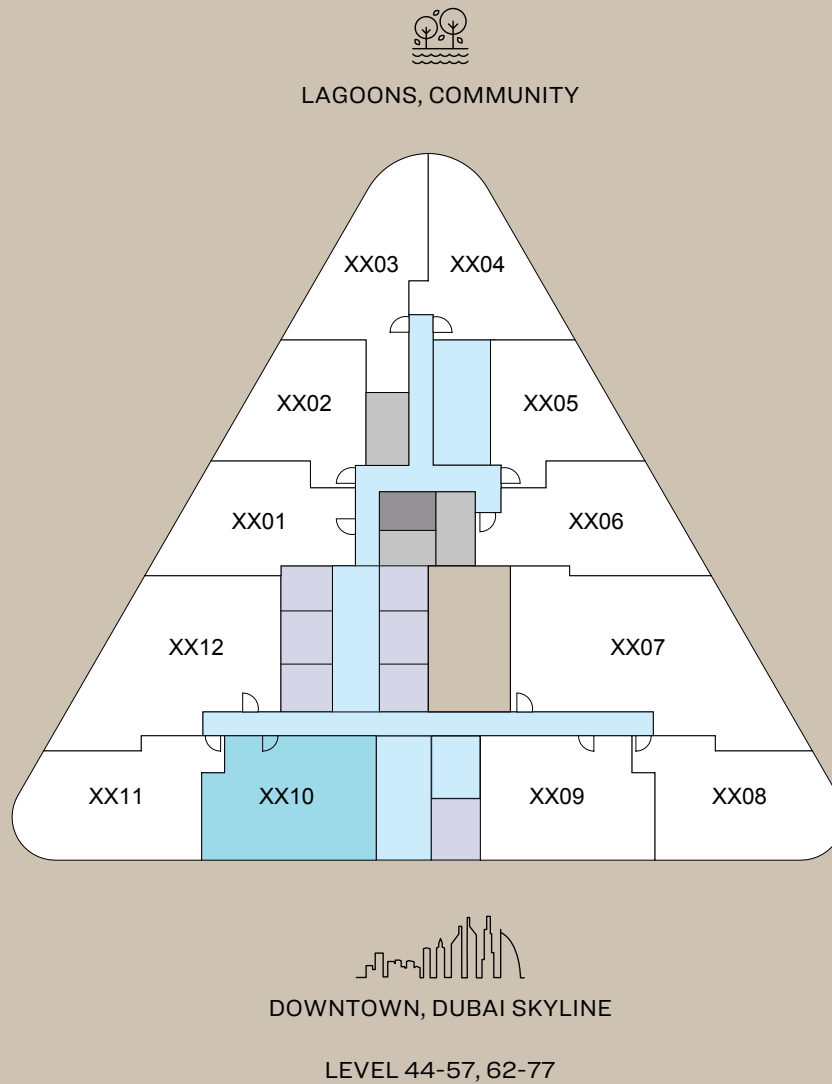 LAGOONS, COMMUNITY
XX03
XX04
XX02
XX05
XX01
XX06
XX12
XX07
XX11
XX10
XX09
XX08
DOWNTOWN, DUBAI SKYLINE
LEVEL 44-57, 62-77